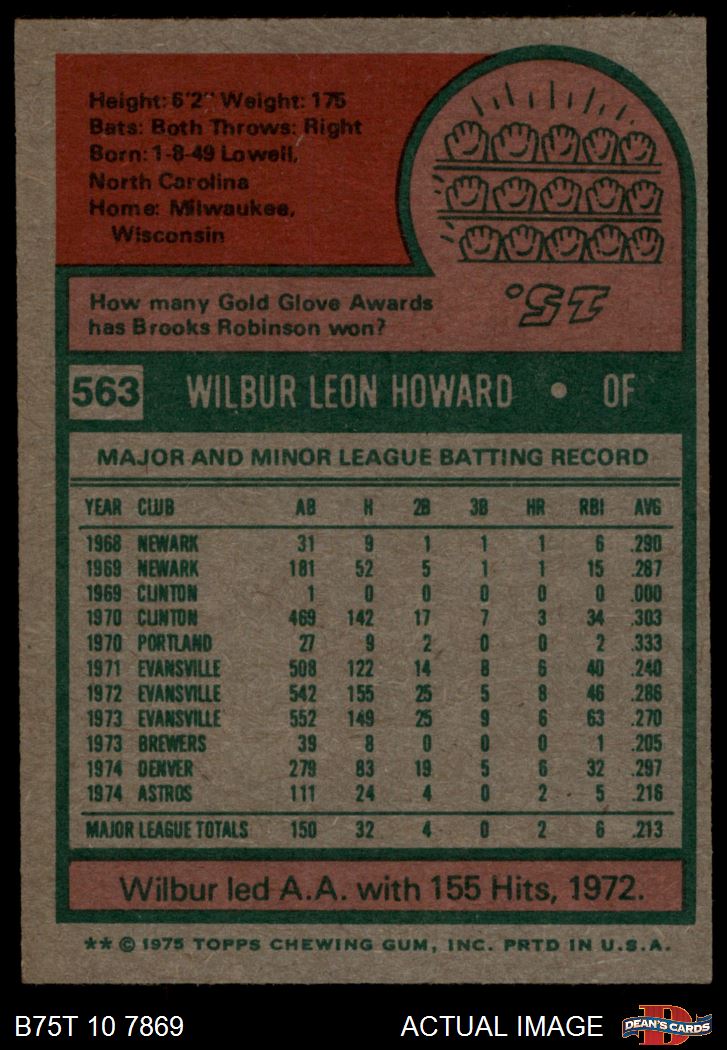 Height: 6'2" Weight: 175
Bats: Both Throws: Right
Born: 1-8-49 Lowell,
North Carolina
Home: Milwaukee,
Wisconsin
How many Gold Glove Awards
has Brooks Robinson won?
15.
563 WILBUR LEON HOWARD • OF
MAJOR AND MINOR LEAGUE BATTING RECORD
YEAR CLUB AB H 2B 3B HR RBI AVG
1968 NEWARK 31 9 1 1 1 6 .290
1969 NEWARK 181 52 5 1 1 15 .287
1969 CLINTON 1 0 0 0 0 0 .000
1970 CLINTON 469 142 17 7 3 34 .303
1970 PORTLAND 27 9 2 0 0 2 .333
1971 EVANSVILLE 508 122 14 8 6 40 .240
1972 EVANSVILLE 542 155 25 5 8 46 .286
1973 EVANSVILLE 552 149 25 9 6 63 .270
1973 BREWERS 39 8 0 0 0 1 .205
1974 DENVER 279 83 19 5 6 32 .297
1974 ASTROS 111 24 4 0 2 5 .216
MAJOR LEAGUE TOTALS 150 32 4 0 2 6 .213
Wilbur led A.A. with 155 Hits, 1972.
** © 1975 TOPPS CHEWING GUM, INC. PRTD IN U.S.A.
B75T 10 7869 ACTUAL IMAGE D DEAN'S CARDS